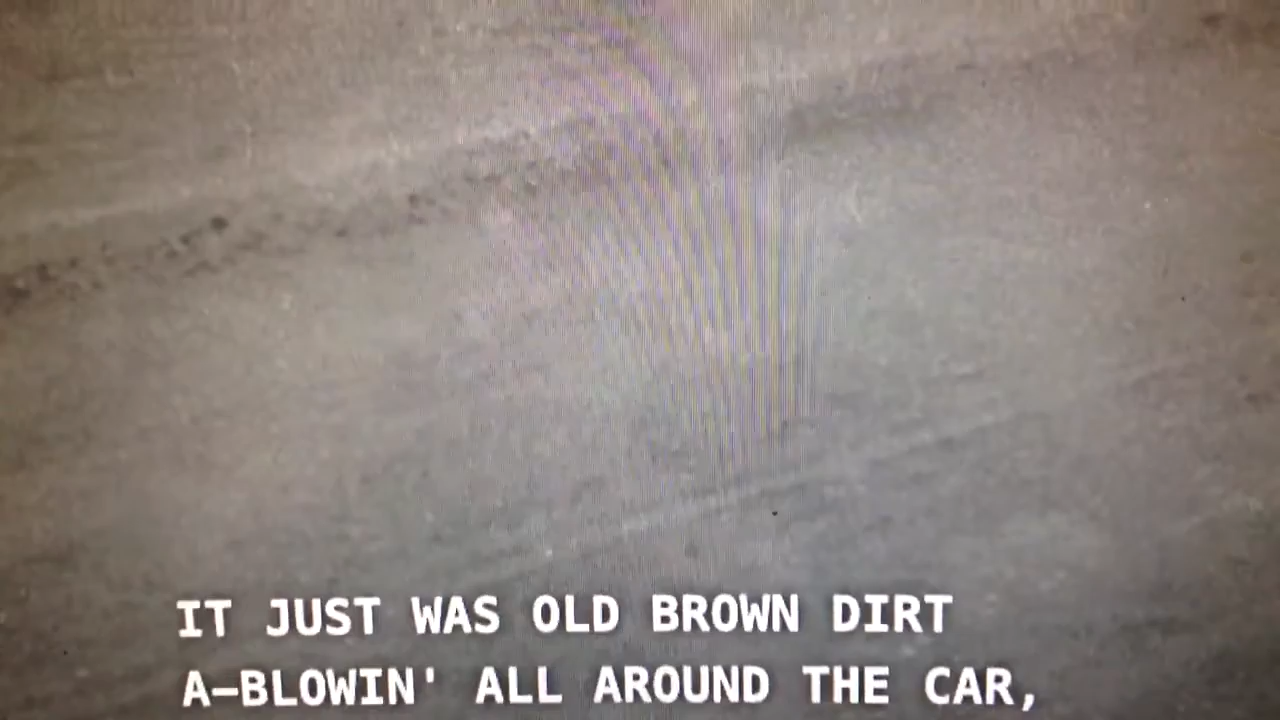 IT JUST WAS OLD BROWN DIRT
A–BLOWIN' ALL AROUND THE CAR,